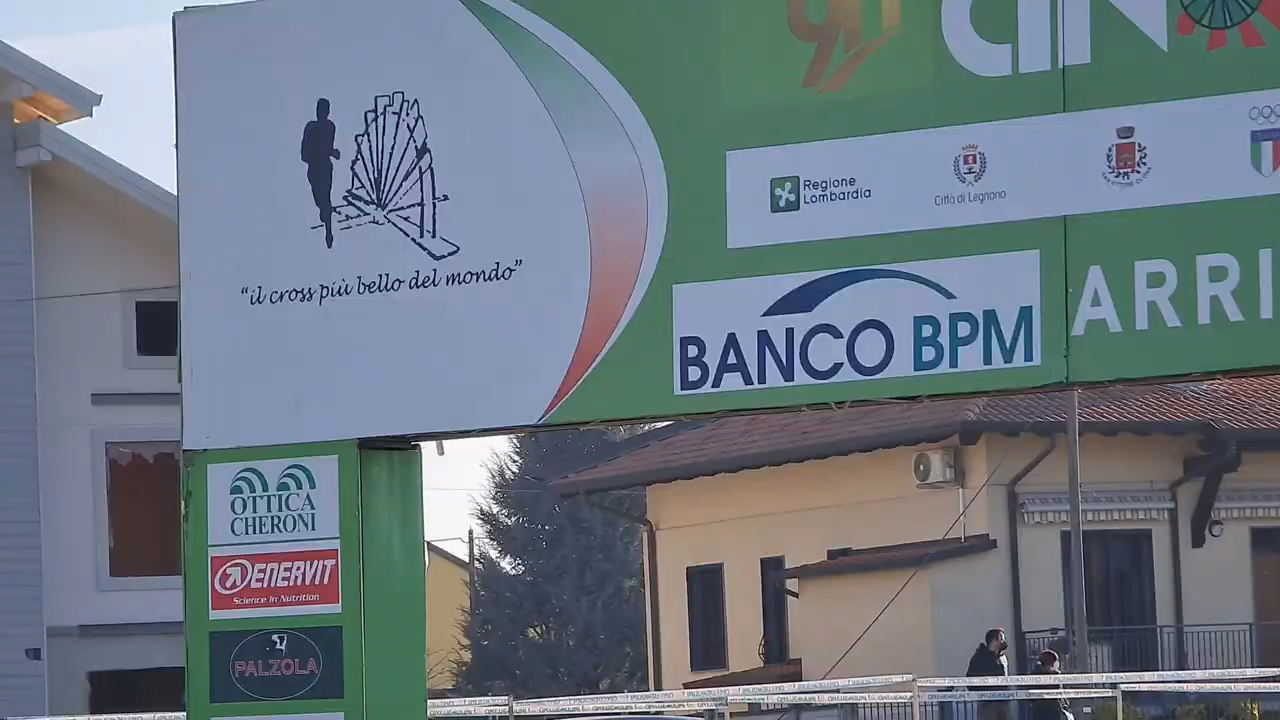 CIN
Regione
Lombardia
Città di Legnano
"il cross più bello del mondo"
BANCO BPM
ARRI
OTTICA
CHERONI
ENERVIT
Science in Nutrition
PALZOLA